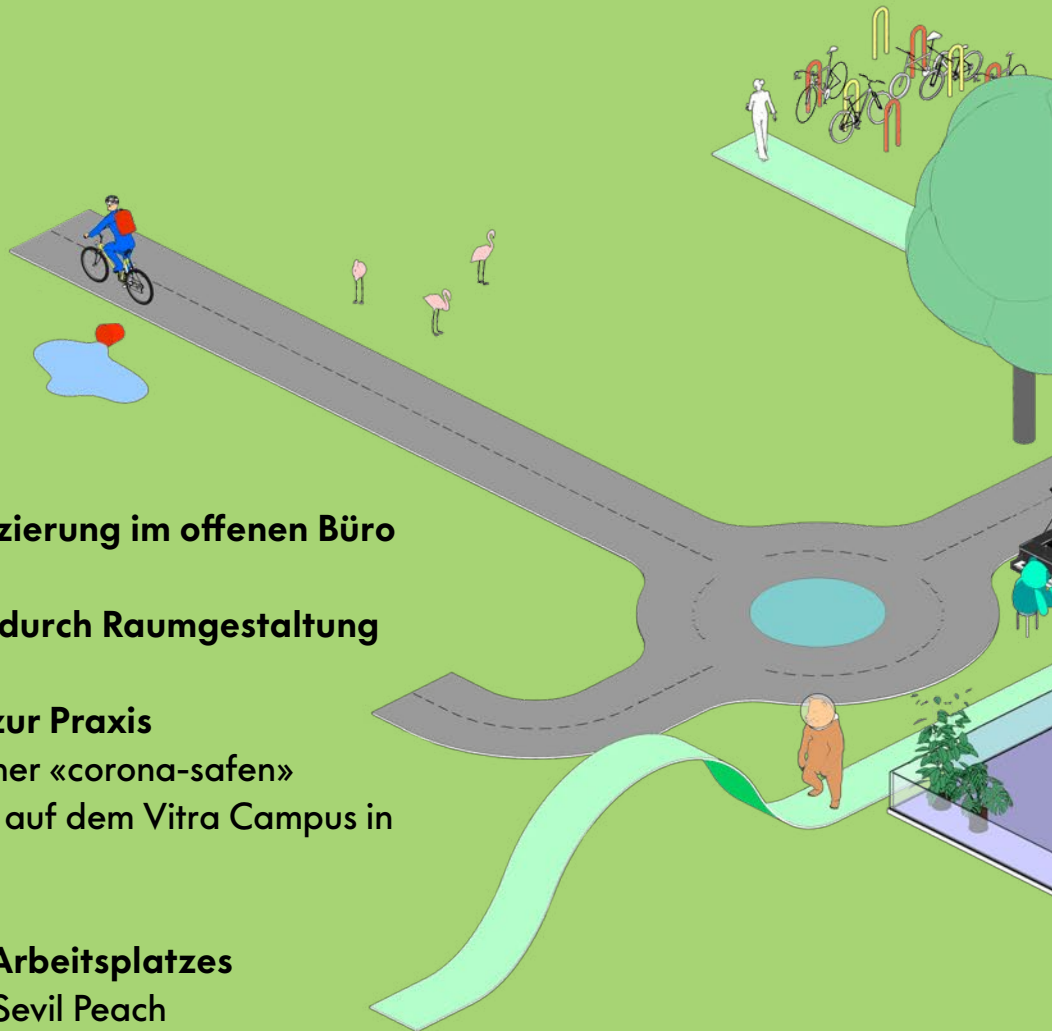 zierung im offenen Büro
durch Raumgestaltung
zur Praxis
ner «corona-safen»
auf dem Vitra Campus in
Arbeitsplatzes
Sevil Peach